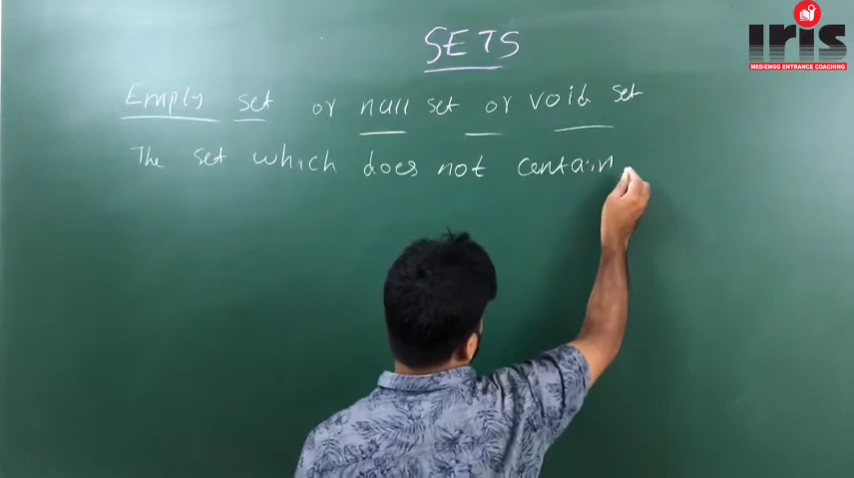 SETS
iris
MEDI ENGG ENTRANCE COACHING
Empty set or null set or void set
The set which does not contain